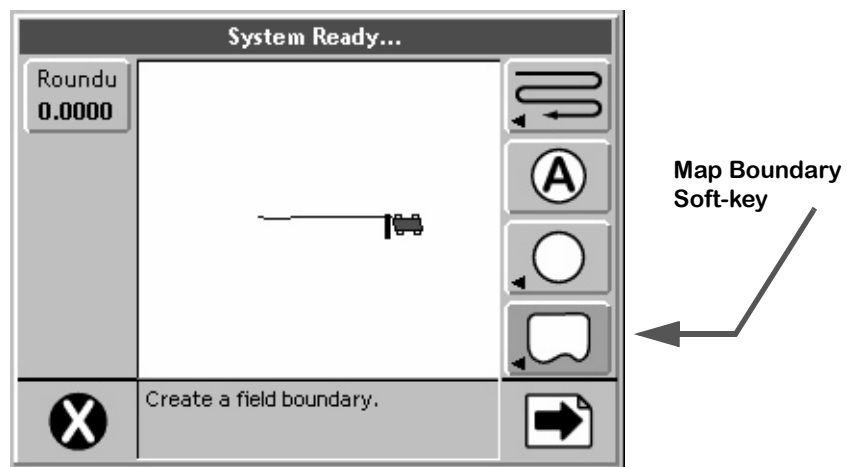 System Ready...
Roundu
0.0000
A
Map Boundary
Soft-key
Create a field boundary.
X